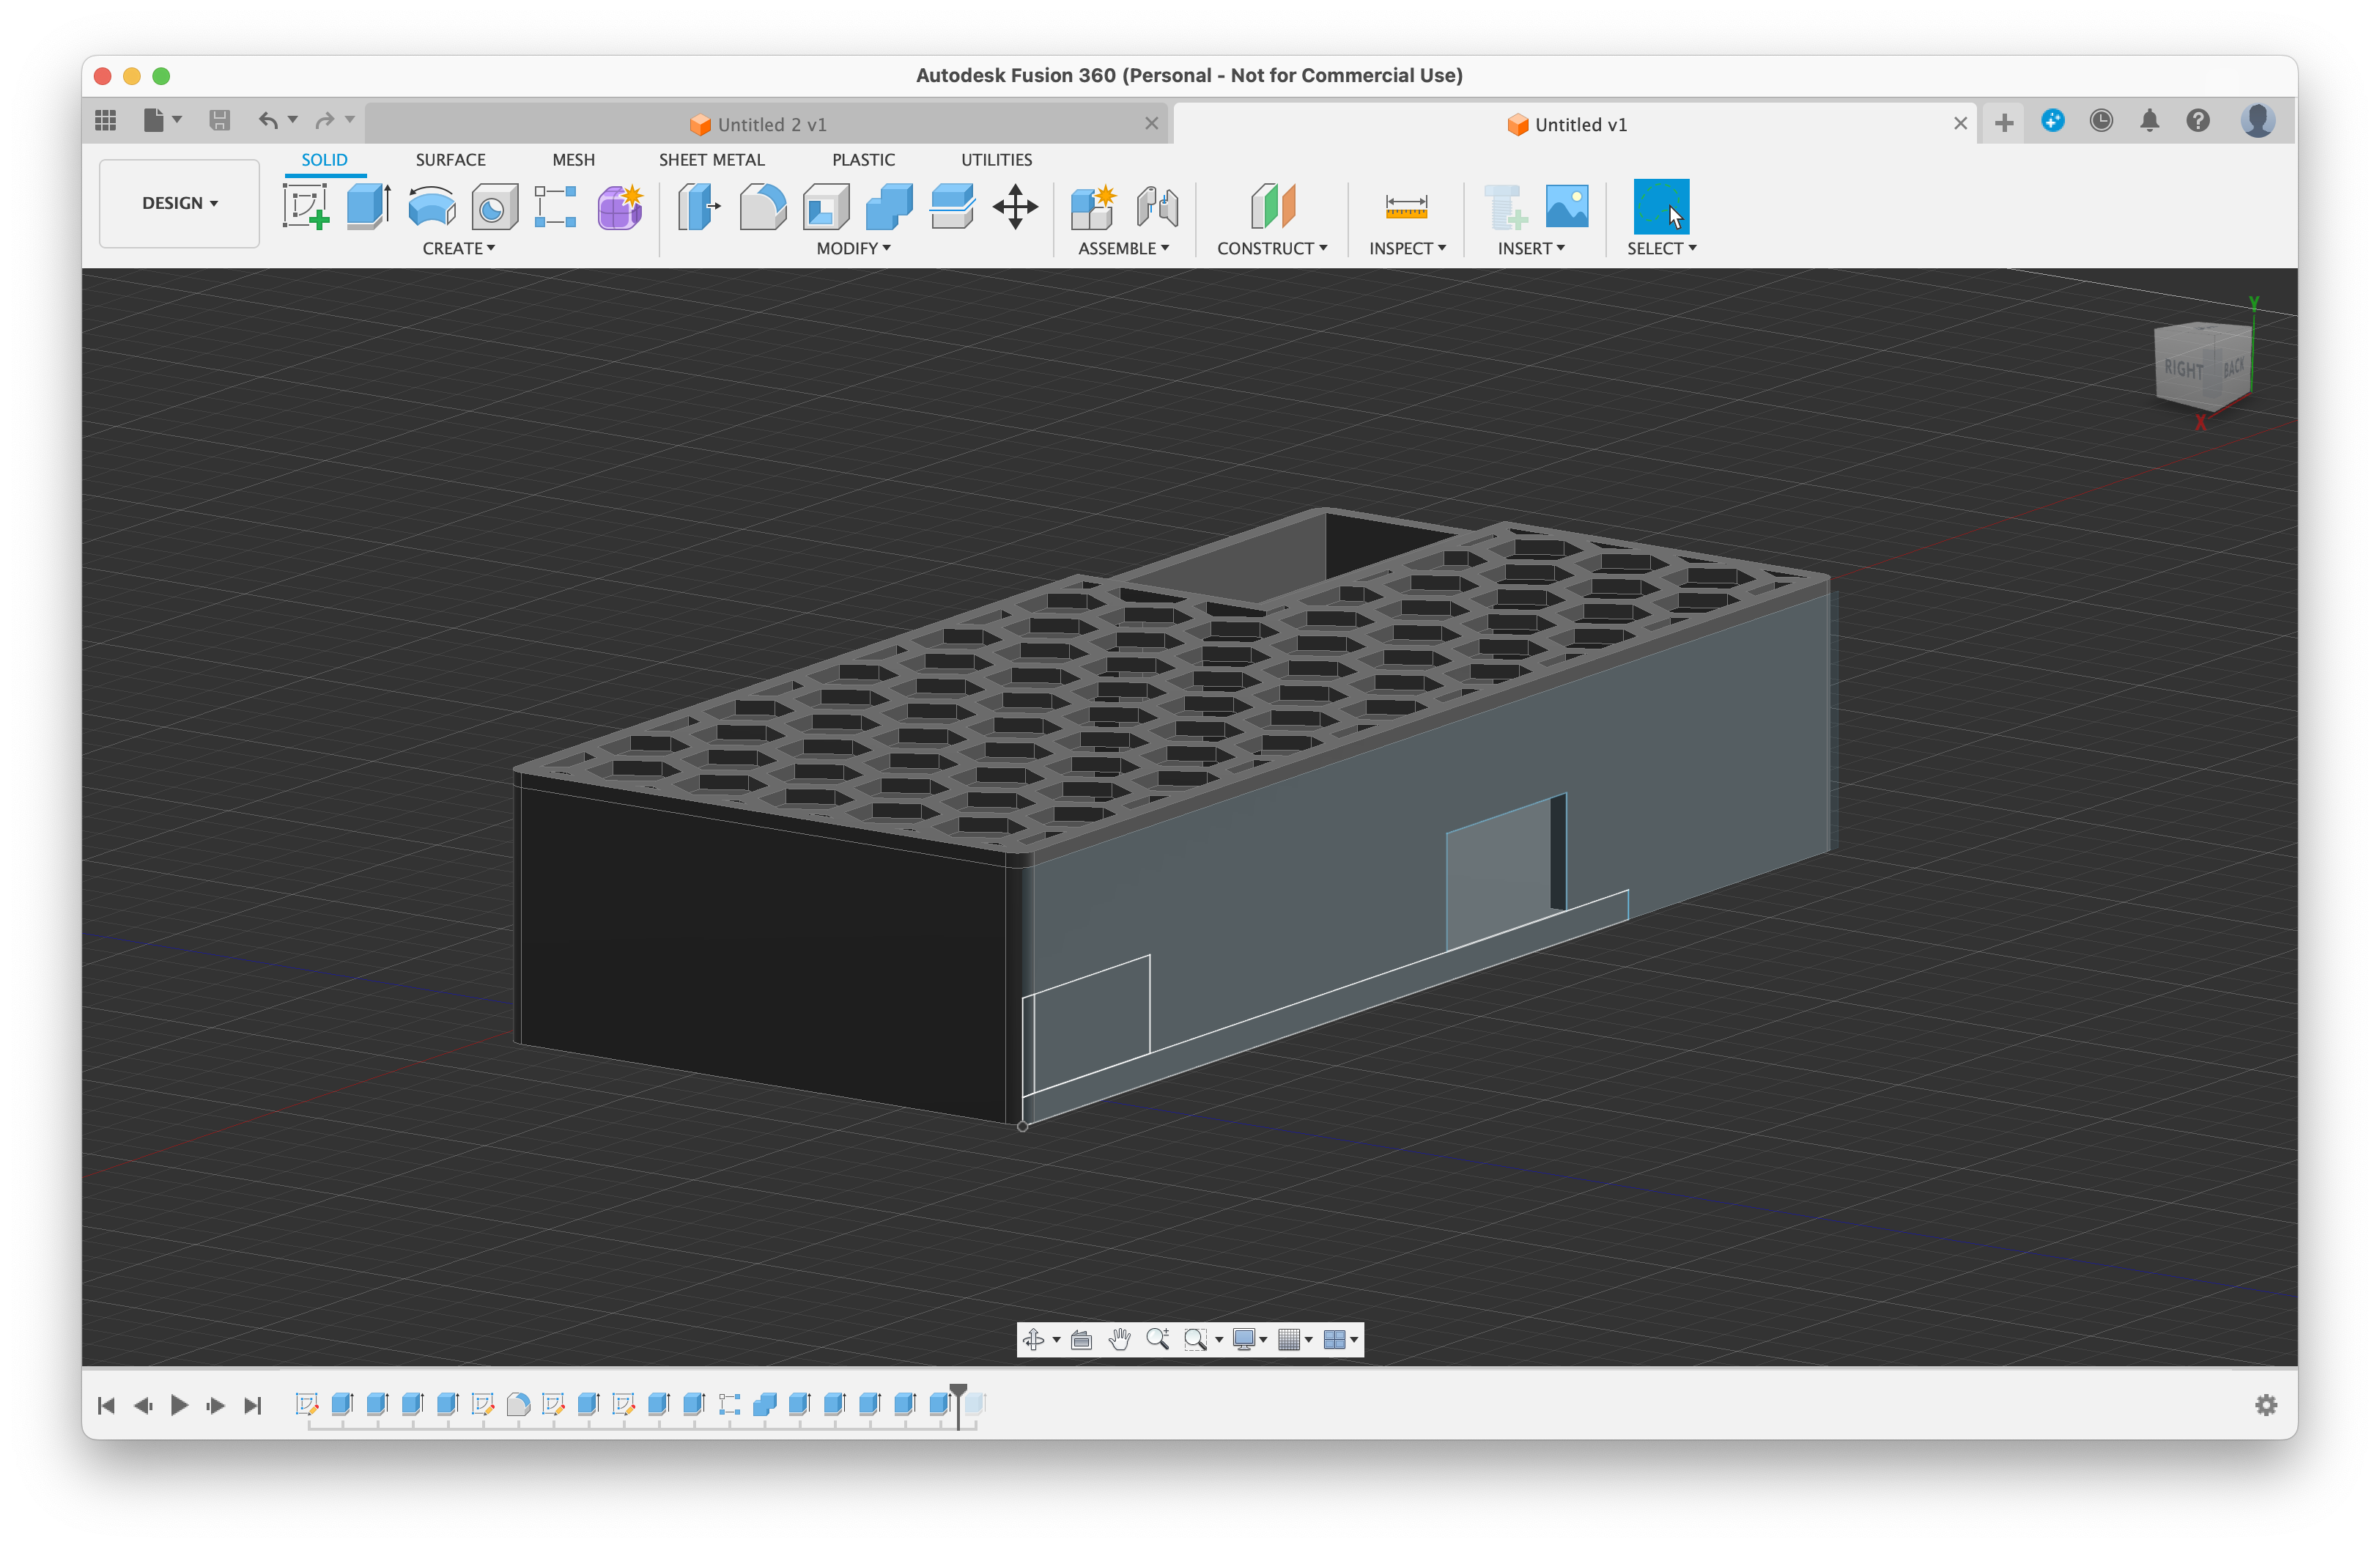 Autodesk Fusion 360 (Personal - Not for Commercial Use)
Untitled 2 v1
Untitled v1
SOLID SURFACE MESH SHEET METAL PLASTIC UTILITIES
DESIGN
CREATE MODIFY ASSEMBLE CONSTRUCT INSPECT INSERT SELECT
Y
RIGHT BACK
X